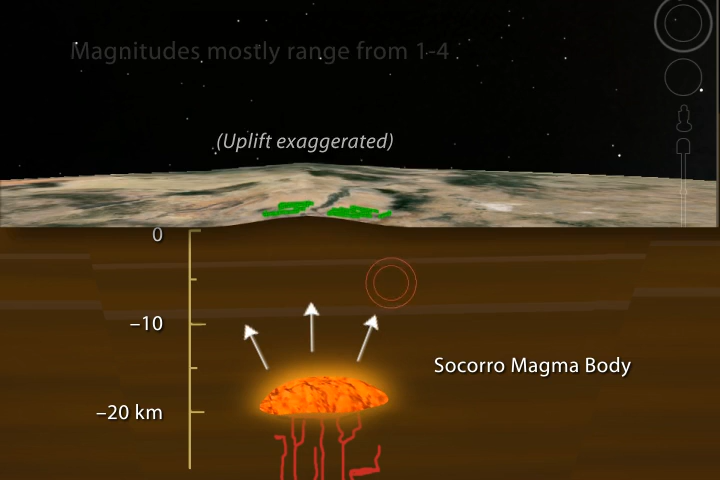 Magnitudes mostly range from 1-4
(Uplift exaggerated)
0
–10
Socorro Magma Body
–20 km